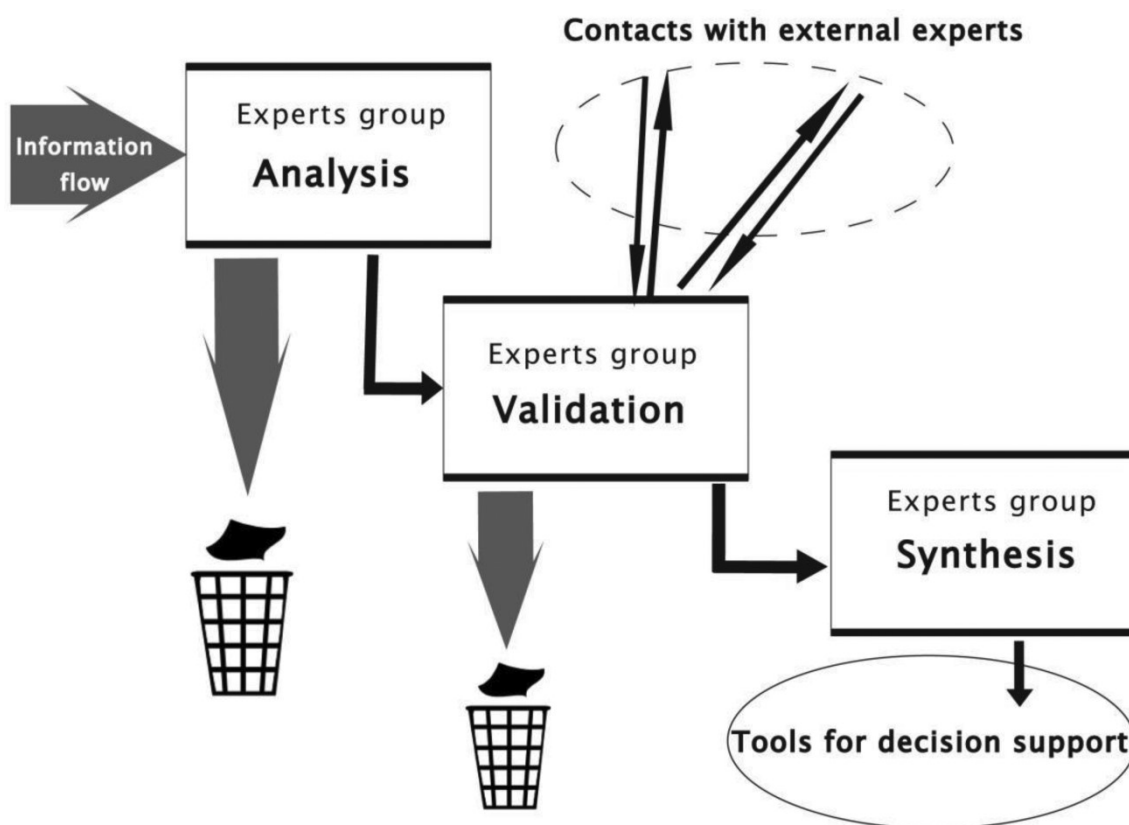 Contacts with external experts
Information
flow
Experts group
Analysis
Experts group
Validation
Experts group
Synthesis
Tools for decision support